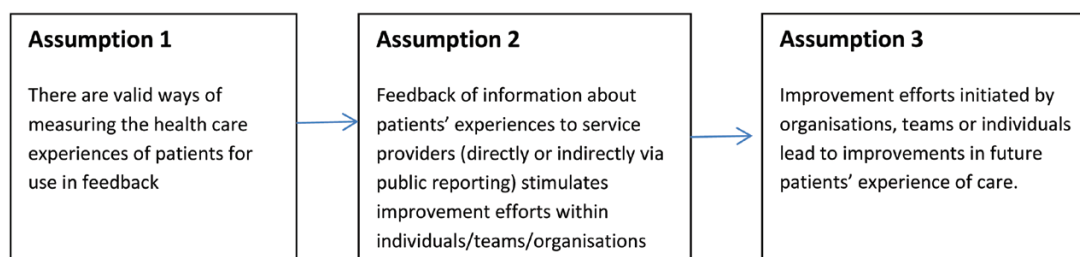 Assumption 1
There are valid ways of
measuring the health care
experiences of patients for
use in feedback
Assumption 2
Feedback of information about
patients’ experiences to service
providers (directly or indirectly via
public reporting) stimulates
improvement efforts within
individuals/teams/organisations
Assumption 3
Improvement efforts initiated by
organisations, teams or individuals
lead to improvements in future
patients’ experience of care.